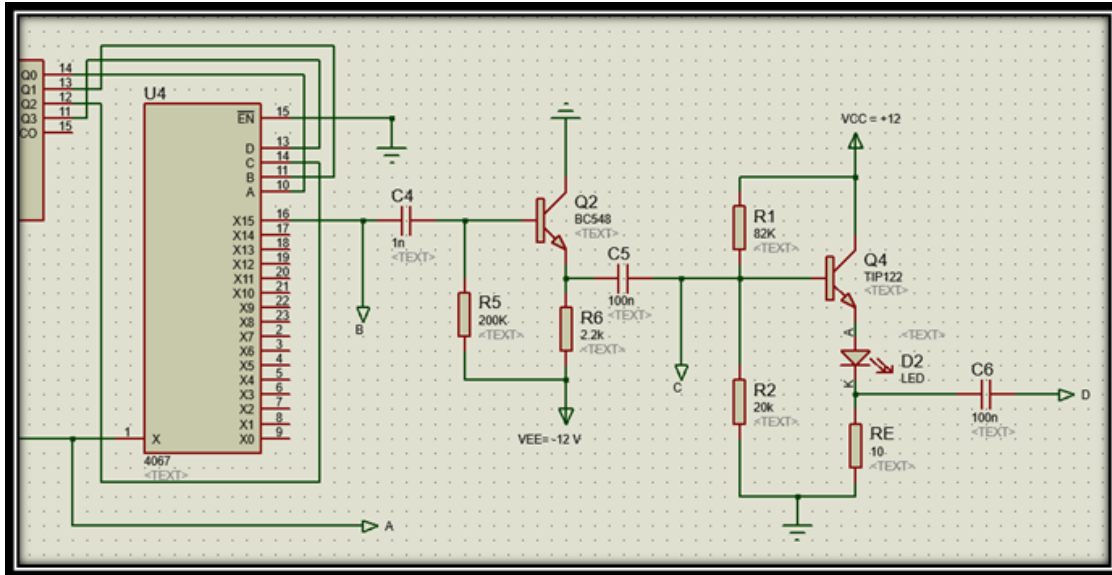 Q0 14
Q1 13
Q2 12
Q3 11
CO 15
U4
EN 15
D 13
C 14
B 11
A 10
X15 16
X14 17
X13 18
X12 19
X11 20
X10 21
X9 22
X8 23
X7 2
X6 3
X5 4
X4 5
X3 6
X2 7
X1 8
X0 9
1 X
4067
<TEXT>
A
B
C4
1n
<TEXT>
R5
200K
<TEXT>
Q2
BC548
<TEXT>
C5
100n
<TEXT>
R6
2.2k
<TEXT>
VEE= -12 V
C
VCC = +12
R1
82K
<TEXT>
R2
20k
<TEXT>
Q4
TIP122
<TEXT>
A
<TEXT>
D2
LED
K
C6
100n
<TEXT>
D
RE
10
<TEXT>